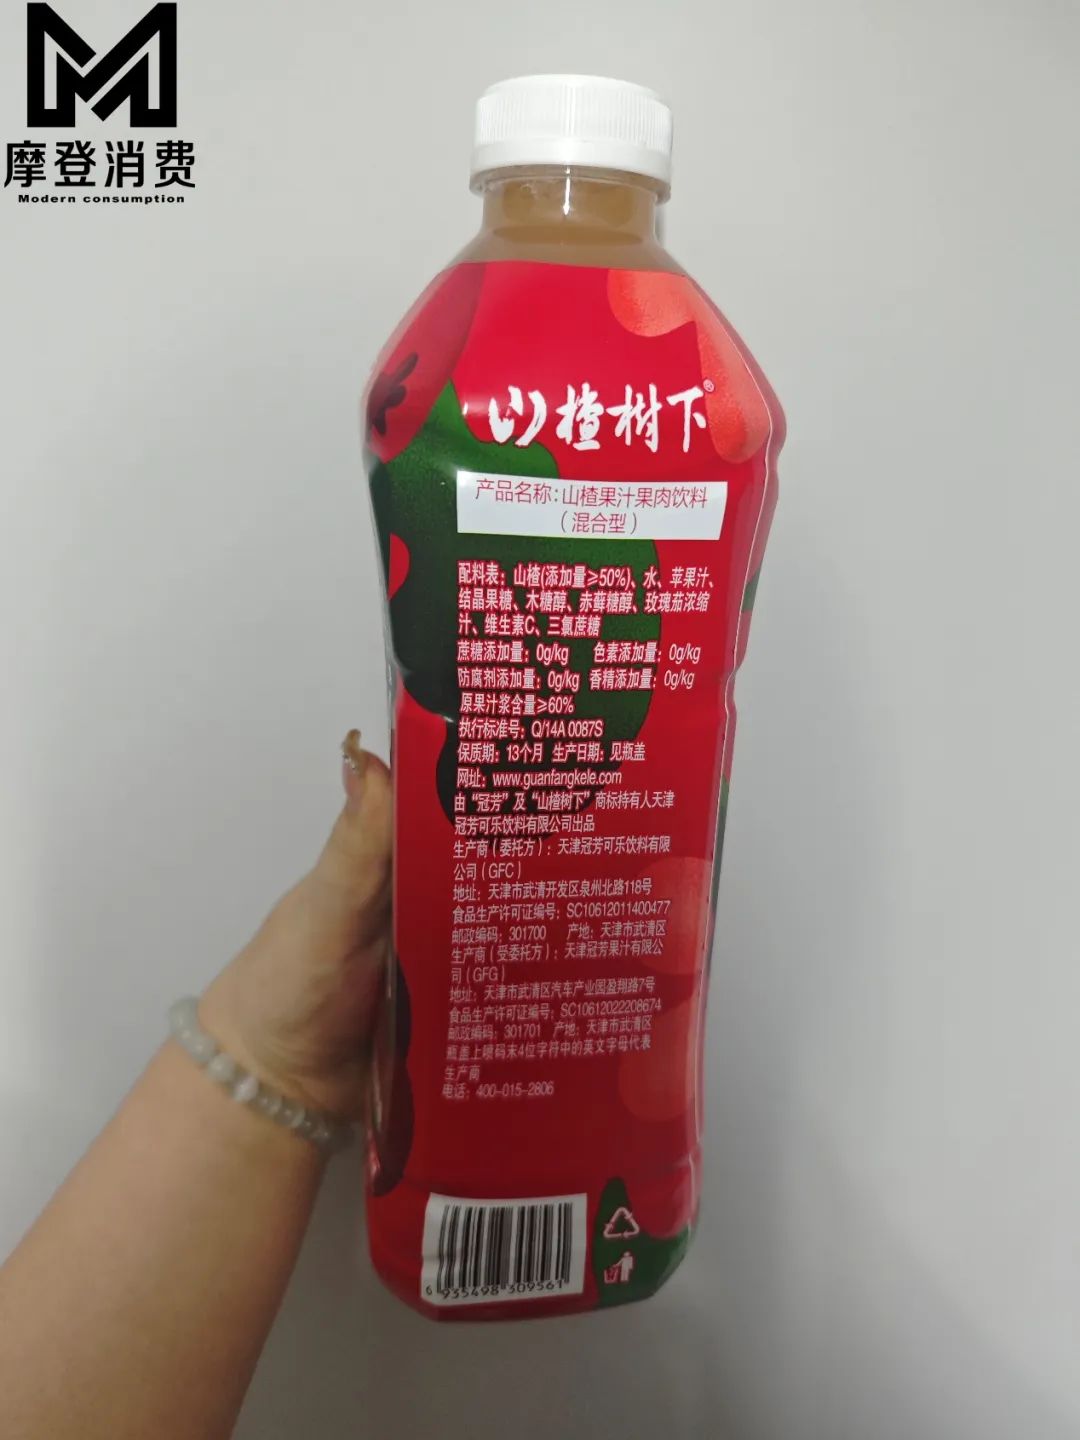 摩登消费
Modern consumption
山楂树下®
产品名称：山楂果汁果肉饮料
（混合型）
配料表：山楂(添加量≥50%)、水、苹果汁、
结晶果糖、木糖醇、赤藓糖醇、玫瑰茄浓缩
汁、维生素C、三氯蔗糖
蔗糖添加量：0g/kg 色素添加量：0g/kg
防腐剂添加量：0g/kg 香精添加量：0g/kg
原果汁浆含量≥60%
执行标准号：Q/14A 0087S
保质期：13个月 生产日期：见瓶盖
网址：www.guanfangkele.com
由“冠芳”及“山楂树下”商标持有人天津
冠芳可乐饮料有限公司出品
生产商（委托方）：天津冠芳可乐饮料有限
公司（GFC）
地址：天津市武清开发区泉州北路118号
食品生产许可证编号：SC10612011400477
邮政编码：301700 产地：天津市武清区
生产商（受委托方）：天津冠芳果汁有限公
司（GFG）
地址：天津市武清区汽车产业园盈翔路7号
食品生产许可证编号：SC10612022208674
邮政编码：301701 产地：天津市武清区
瓶盖上喷码末4位字符中的英文字母代表
生产商
电话：400-015-2806
6 935498 309561